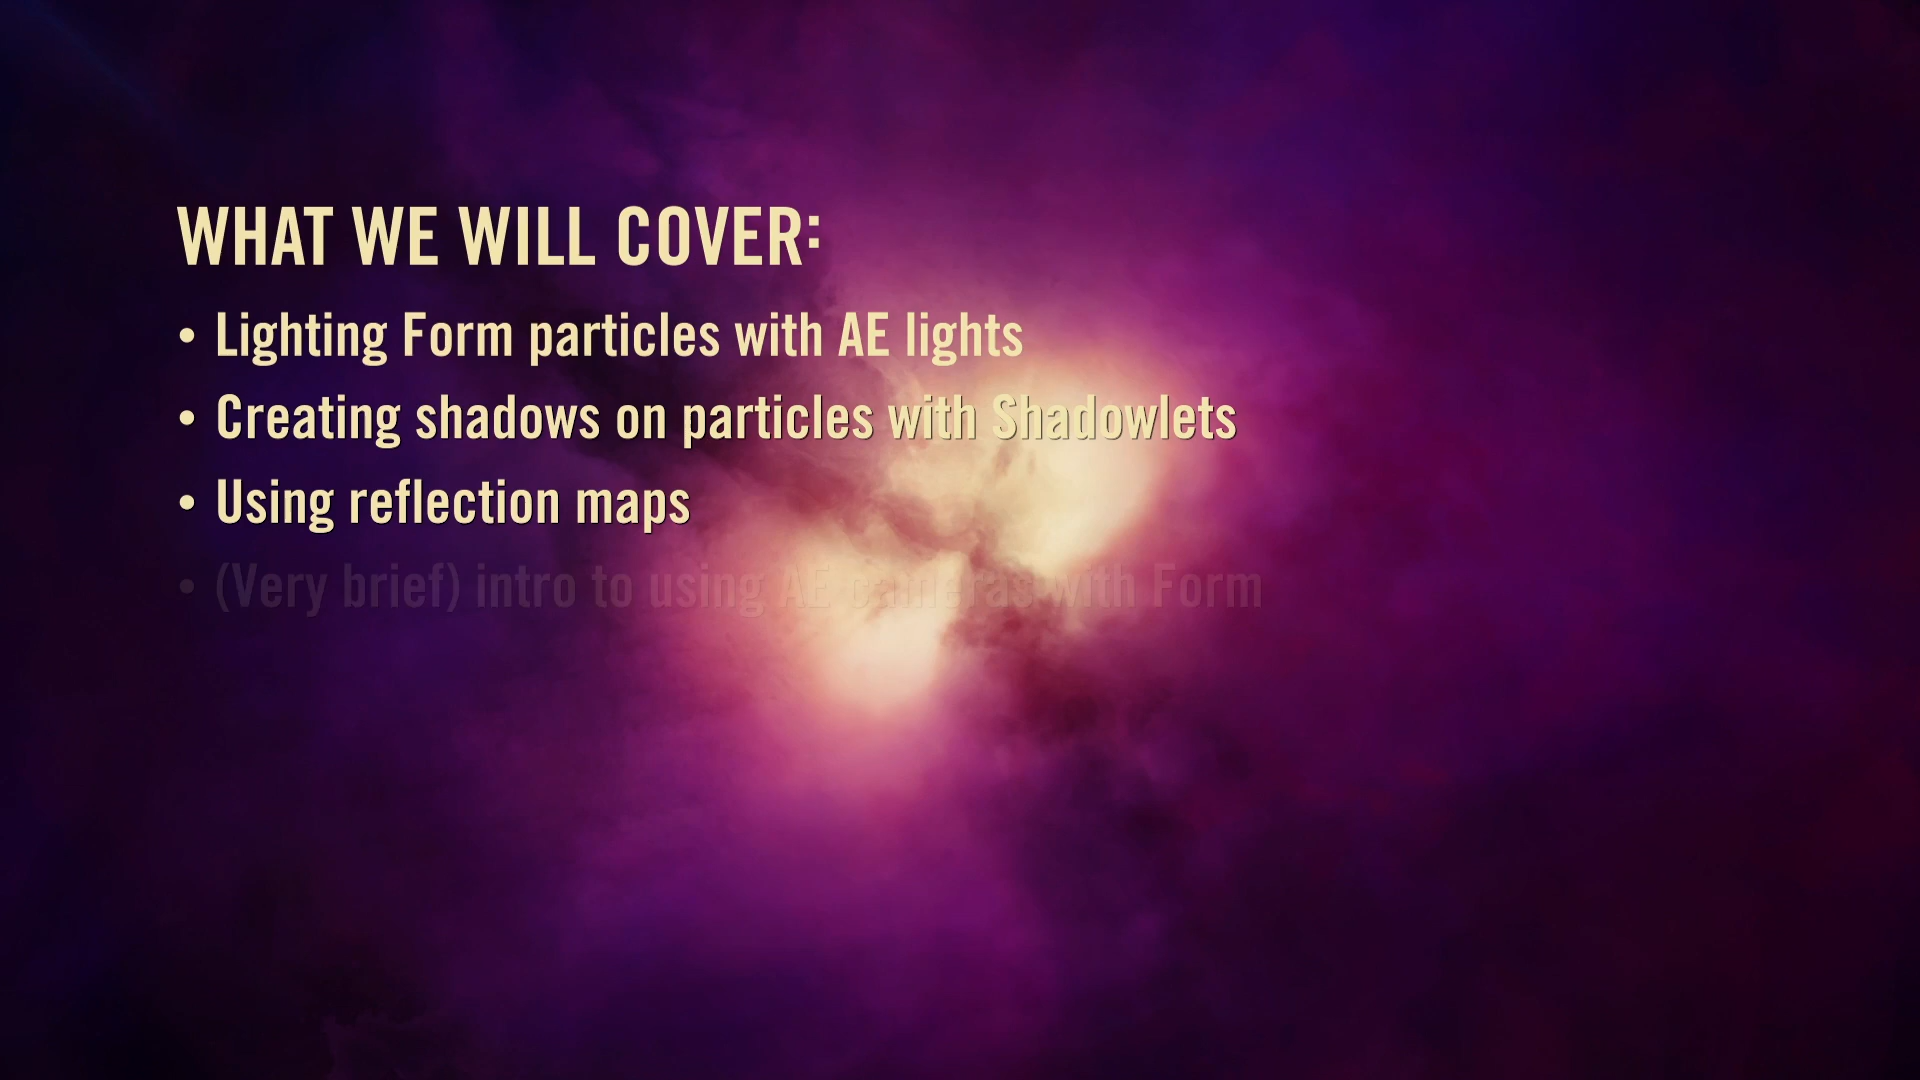 WHAT WE WILL COVER:
• Lighting Form particles with AE lights
• Creating shadows on particles with Shadowlets
• Using reflection maps
• (Very brief) intro to using AE cameras with Form